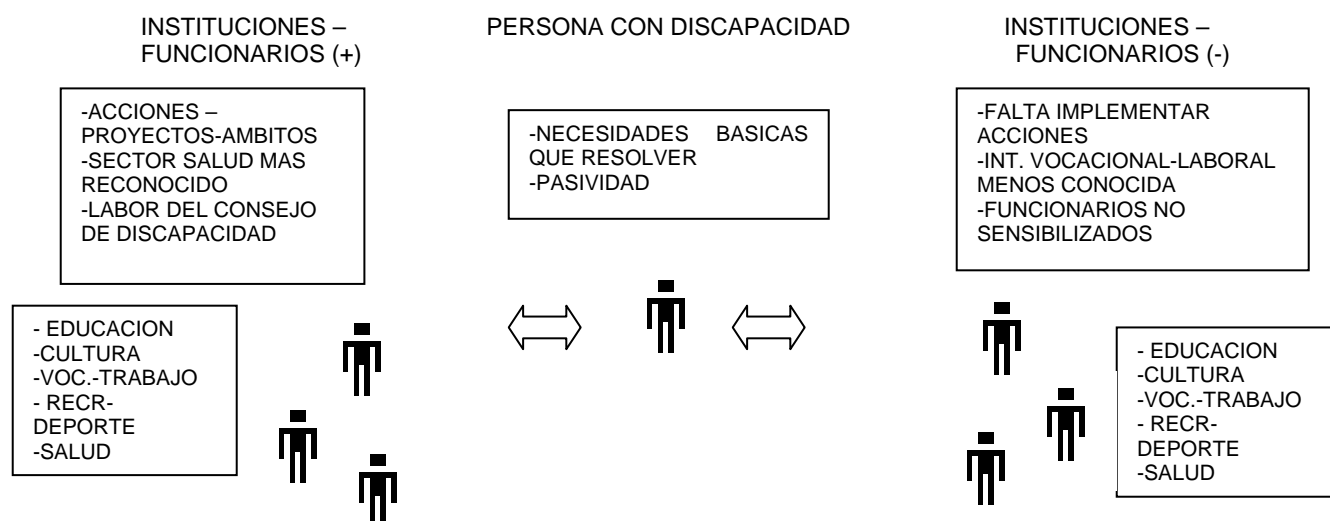 INSTITUCIONES –
FUNCIONARIOS (+)
PERSONA CON DISCAPACIDAD
INSTITUCIONES –
FUNCIONARIOS (-)
-ACCIONES –
PROYECTOS-AMBITOS
-SECTOR SALUD MAS
RECONOCIDO
-LABOR DEL CONSEJO
DE DISCAPACIDAD
-NECESIDADES BASICAS
QUE RESOLVER
-PASIVIDAD
-FALTA IMPLEMENTAR
ACCIONES
-INT. VOCACIONAL-LABORAL
MENOS CONOCIDA
-FUNCIONARIOS NO
SENSIBILIZADOS
- EDUCACION
-CULTURA
-VOC.-TRABAJO
- RECR-
DEPORTE
-SALUD
- EDUCACION
-CULTURA
-VOC.-TRABAJO
- RECR-
DEPORTE
-SALUD